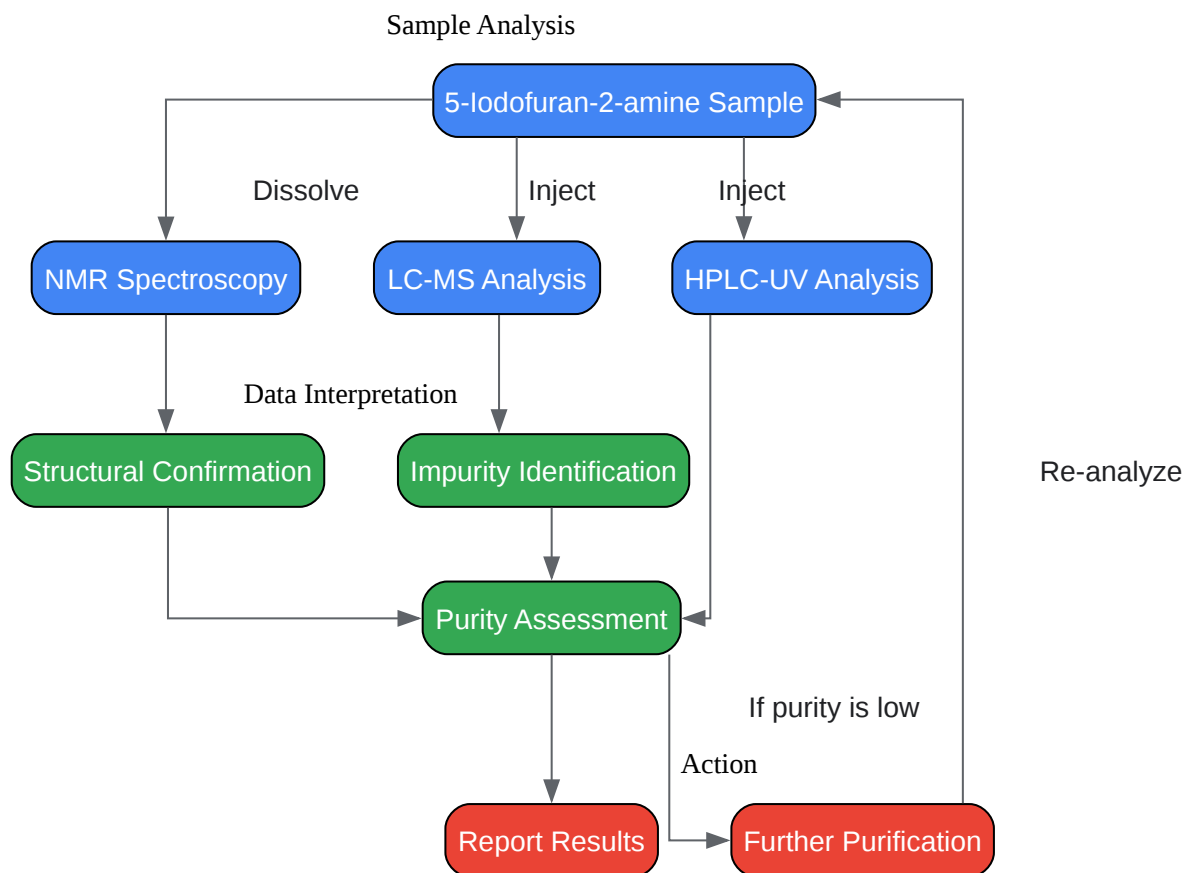 Sample Analysis
5-Iodofuran-2-amine Sample
Dissolve
Inject
Inject
NMR Spectroscopy
LC-MS Analysis
HPLC-UV Analysis
Data Interpretation
Structural Confirmation
Impurity Identification
Re-analyze
Purity Assessment
If purity is low
Action
Report Results
Further Purification